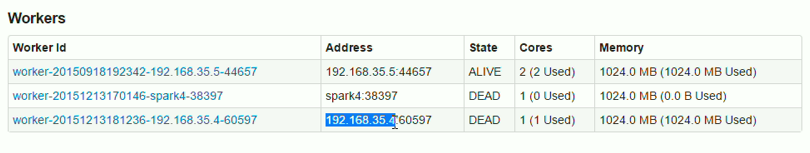 Workers
Worker Id Address State Cores Memory
worker-20150918192342-192.168.35.5-44657 192.168.35.5:44657 ALIVE 2 (2 Used) 1024.0 MB (1024.0 MB Used)
worker-20151213170146-spark4-38397 spark4:38397 DEAD 1 (0 Used) 1024.0 MB (0.0 B Used)
worker-20151213181236-192.168.35.4-60597 192.168.35.4:60597 DEAD 1 (1 Used) 1024.0 MB (1024.0 MB Used)